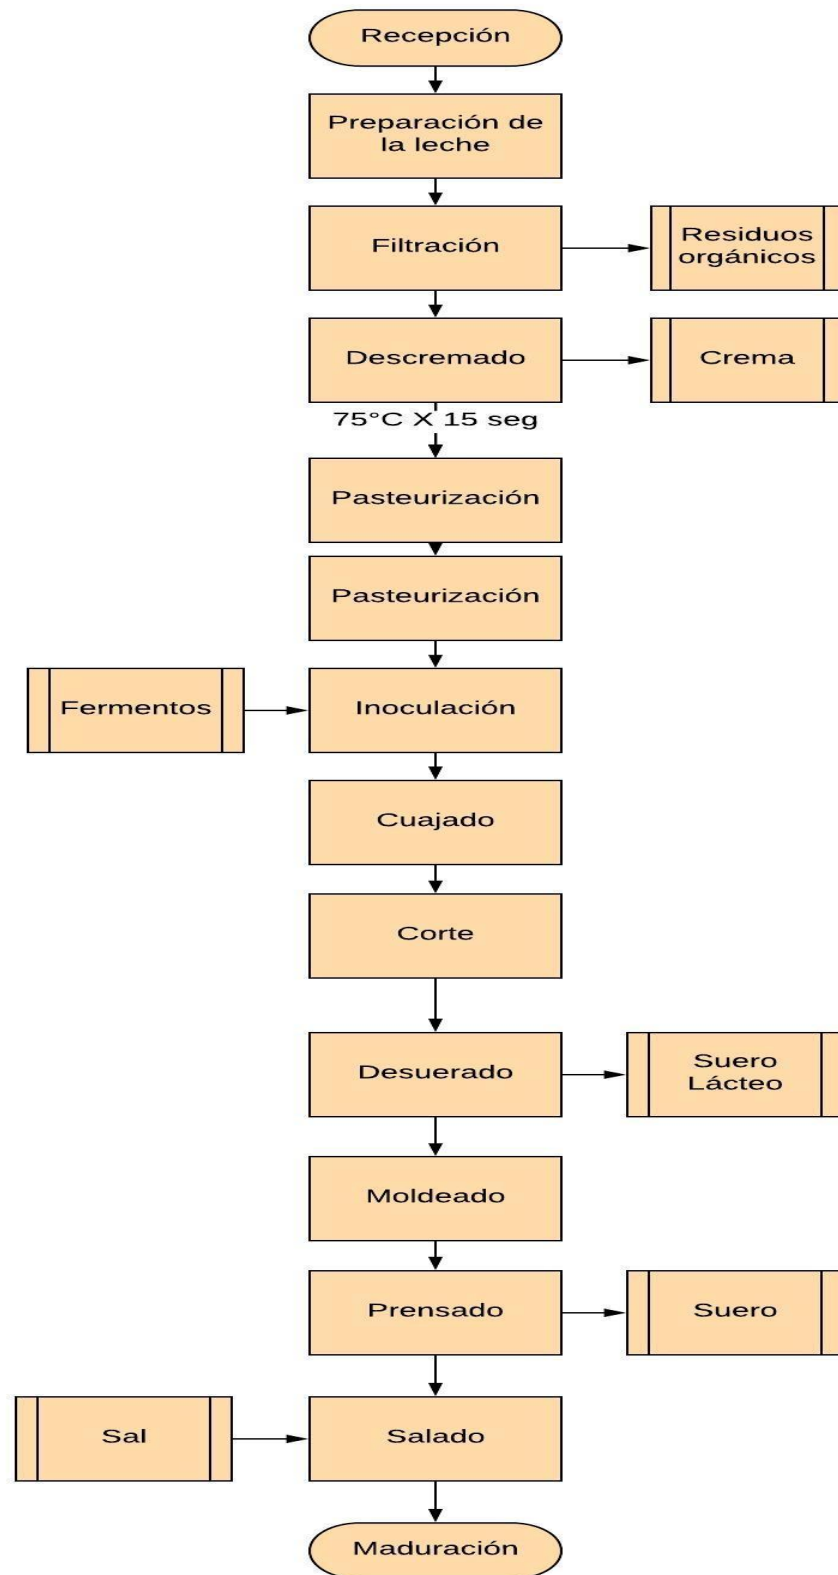 Recepción
Preparación de
la leche
Filtración
Residuos
orgánicos
Descremado
Crema
75°C X 15 seg
Pasteurización
Pasteurización
Fermentos
Inoculación
Cuajado
Corte
Desuerado
Suero
Lácteo
Moldeado
Prensado
Suero
Sal
Salado
Maduración